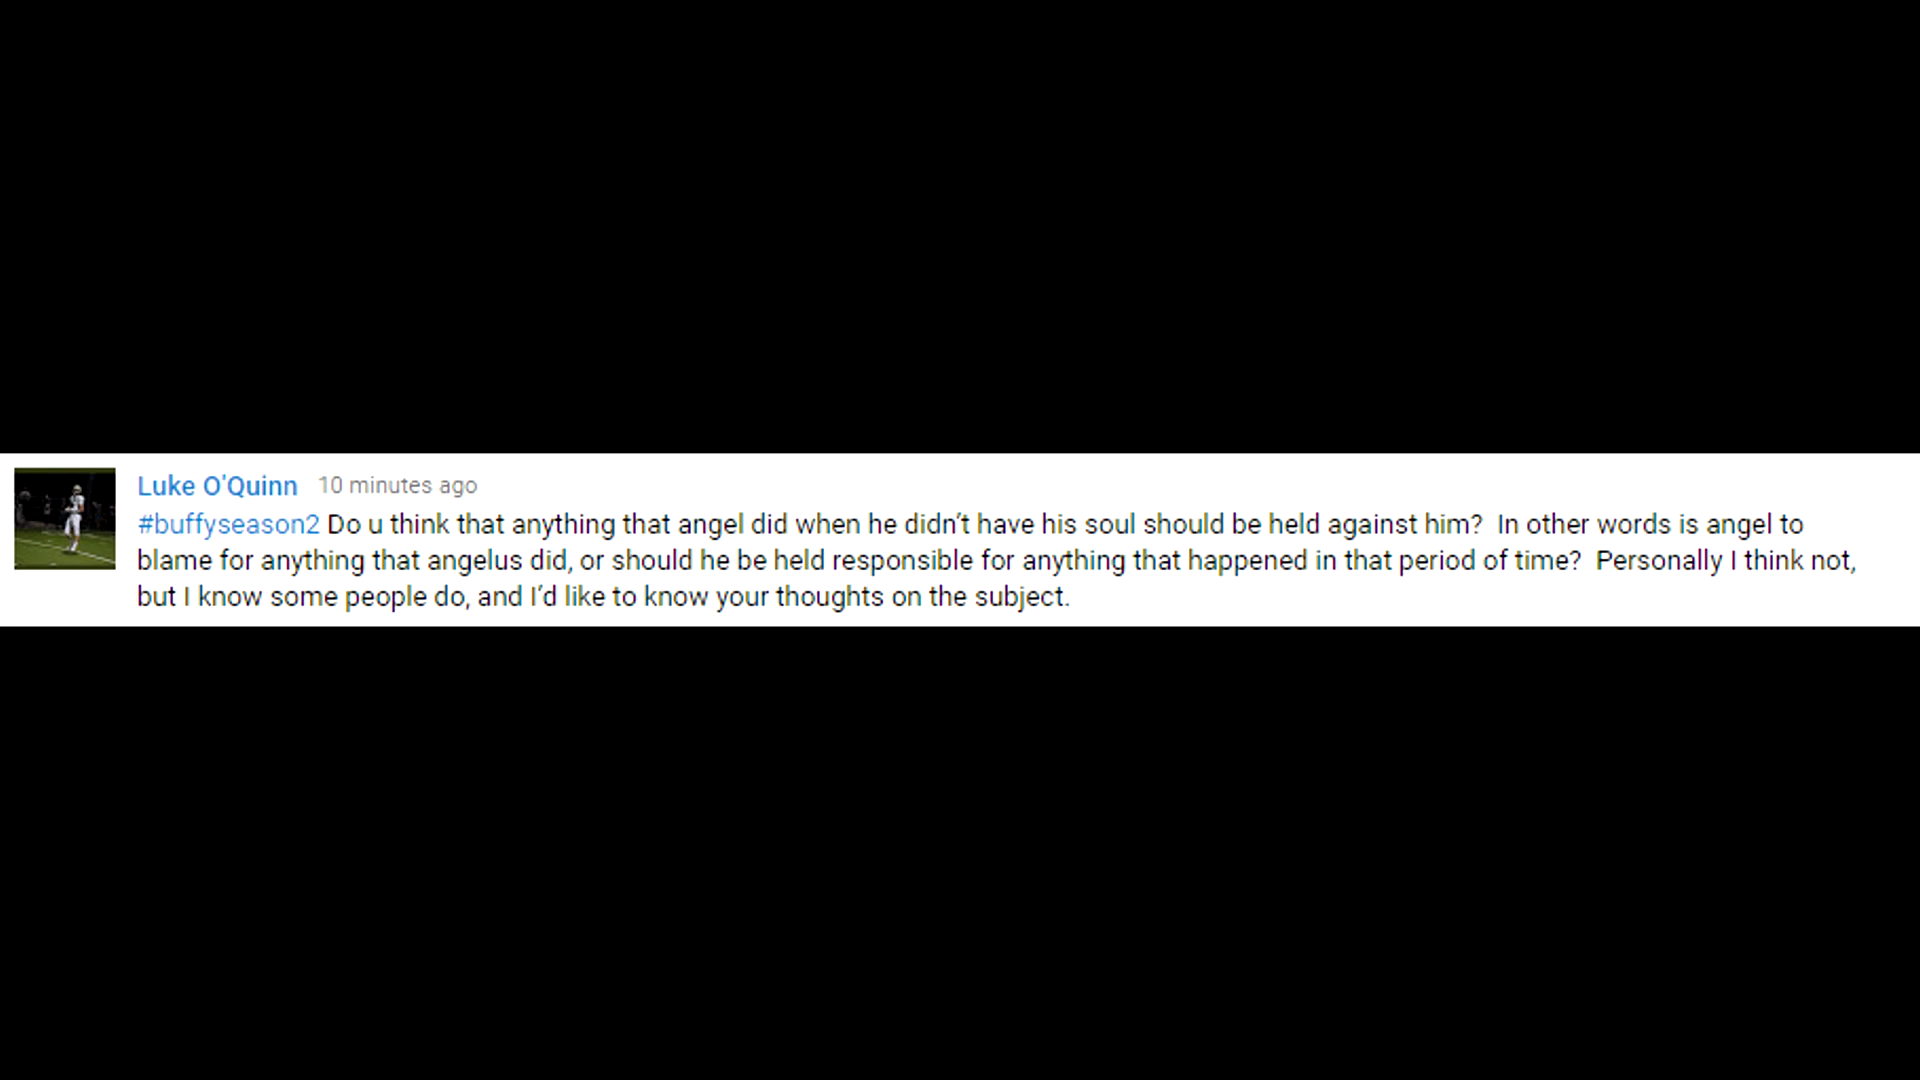 Luke O'Quinn 10 minutes ago
#buffyseason2 Do u think that anything that angel did when he didn't have his soul should be held against him?  In other words is angel to
blame for anything that angelus did, or should he be held responsible for anything that happened in that period of time?  Personally I think not,
but I know some people do, and I'd like to know your thoughts on the subject.